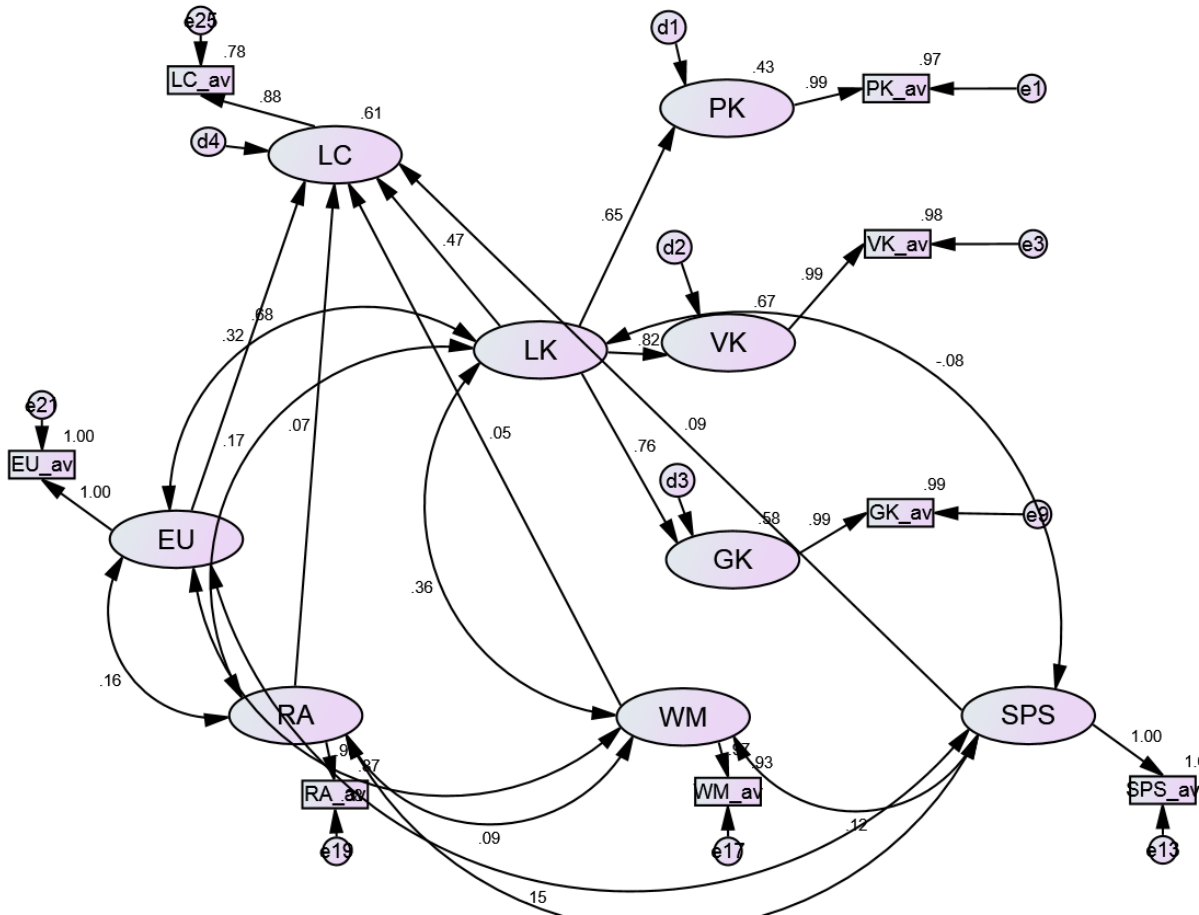 e25
d1
.78
.43
.97
LC_av
.99
PK_av
e1
PK
.88
.61
d4
LC
.65
.98
d2
VK_av
e3
.47
.99
.67
.68
.32
LK
.82
VK
-.08
e21
1.00
.17
.07
.05
.09
EU_av
.76
d3
1.00
.99
GK_av
e9
.58
.99
EU
GK
.36
.16
RA
WM
SPS
1.00
.97
.93
.87
RA_av
WM_av
SPS_av
.09
.12
e19
e17
e13
.15